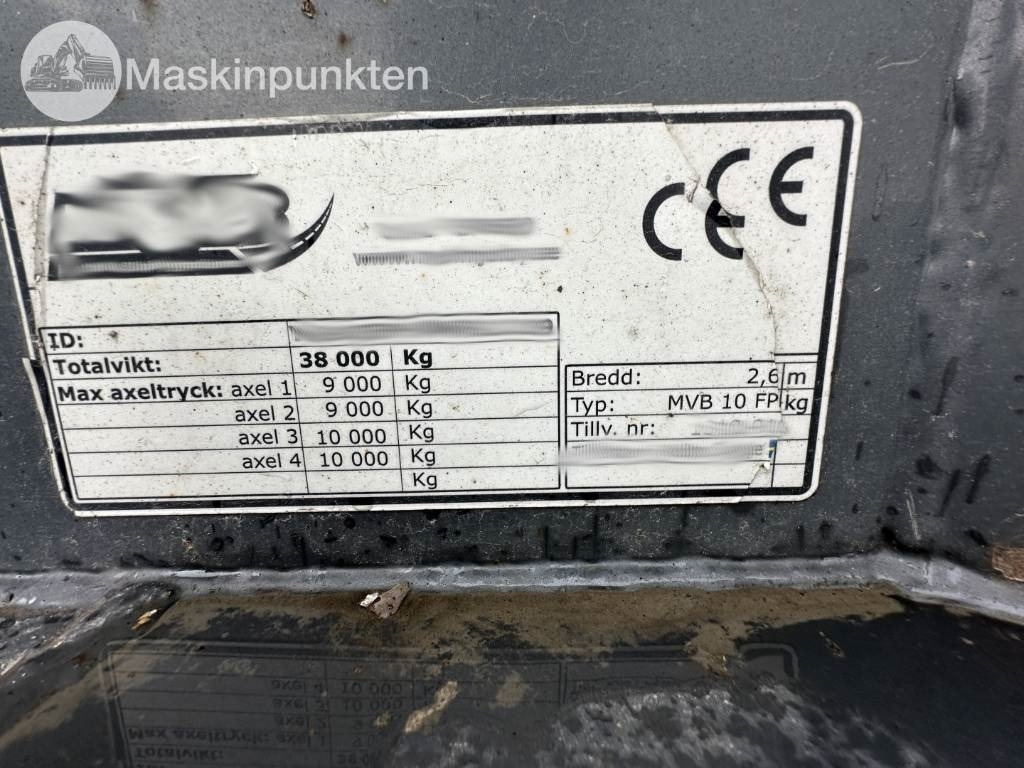 Maskinpunkten
CE CE
ID:
Totalvikt: 38 000 Kg
Max axeltryck: axel 1 9 000 Kg
axel 2 9 000 Kg
axel 3 10 000 Kg
axel 4 10 000 Kg
Kg
Bredd: 2,6 m
Typ: MVB 10 FP kg
Tillv. nr: